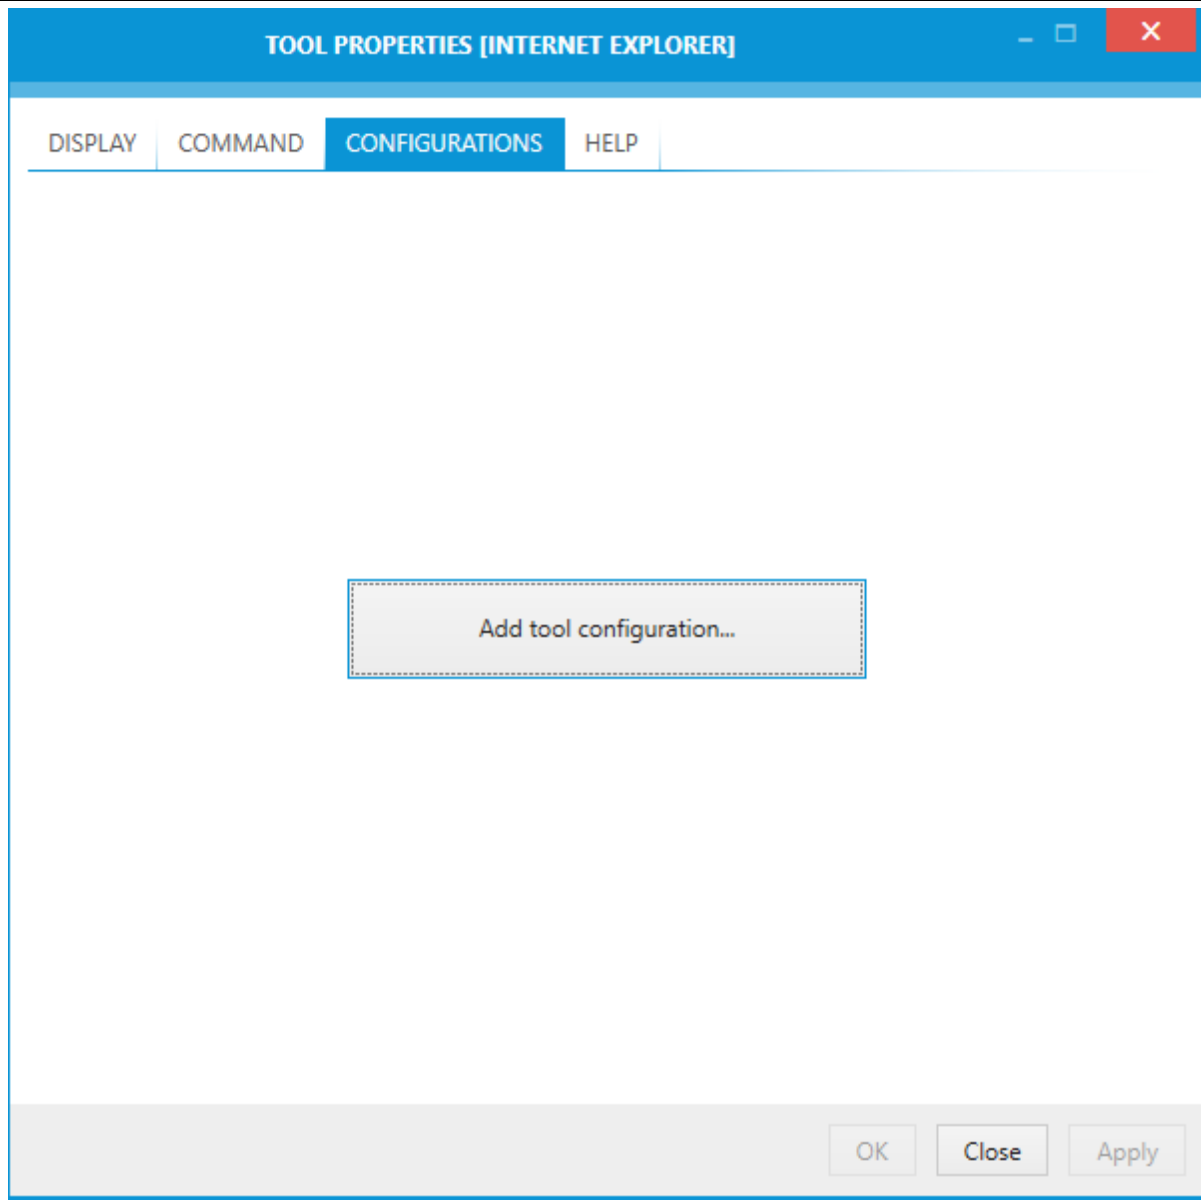 TOOL PROPERTIES [INTERNET EXPLORER]
DISPLAY COMMAND CONFIGURATIONS HELP
Add tool configuration...
OK Close Apply